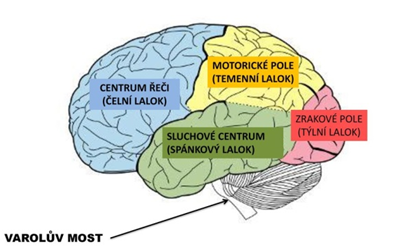 MOTORICKÉ POLE
(TEMENNÍ LALOK)
CENTRUM ŘEČI
(ČELNÍ LALOK)
ZRAKOVÉ POLE
(TÝLNÍ LALOK)
SLUCHOVÉ CENTRUM
(SPÁNKOVÝ LALOK)
VAROLŮV MOST